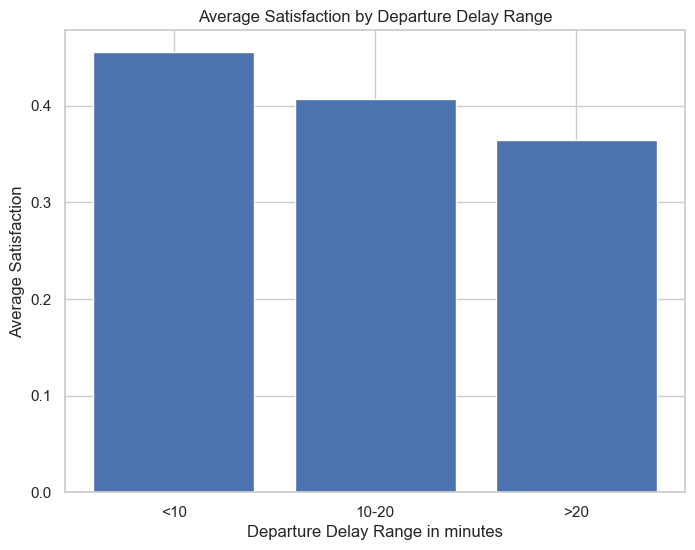 Average Satisfaction by Departure Delay Range
Average Satisfaction
0.4
0.3
0.2
0.1
0.0
<10
10-20
>20
Departure Delay Range in minutes